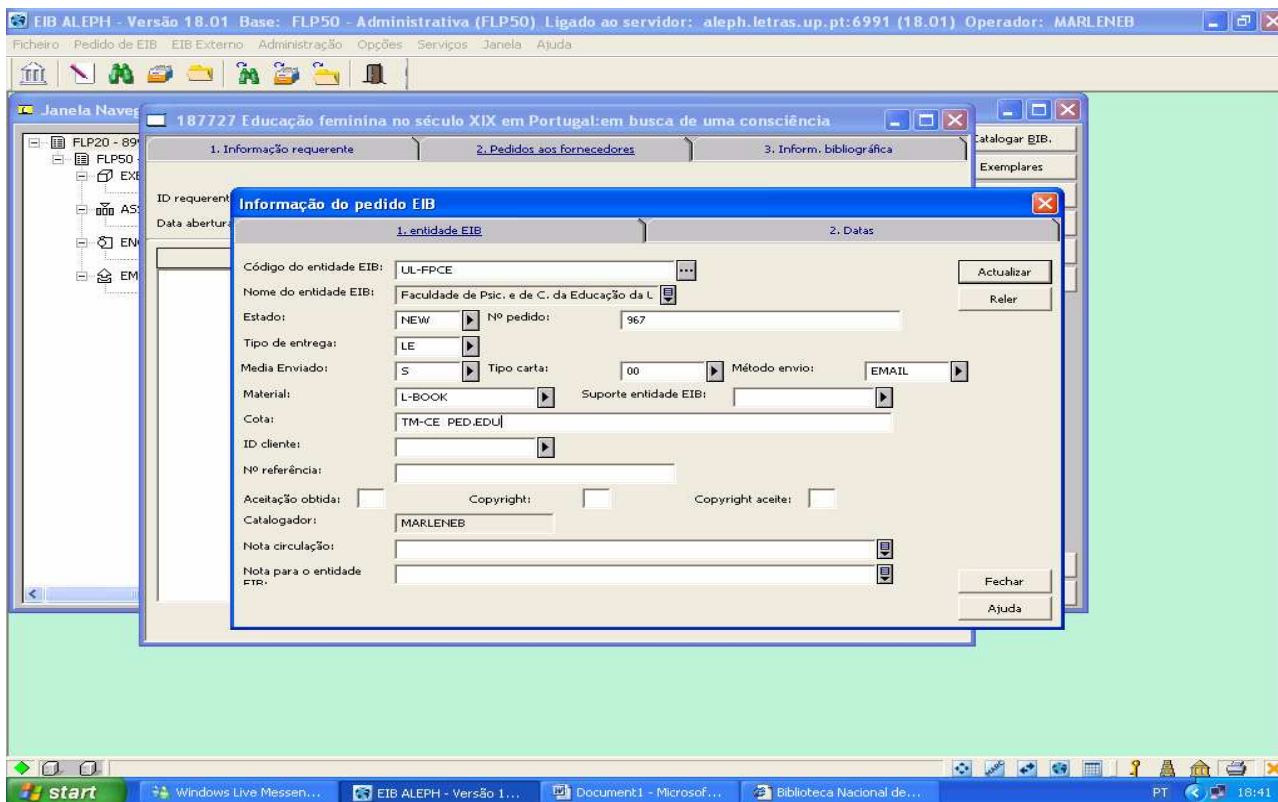 EIB ALEPH - Versão 18.01 Base: FLP50 - Administrativa (FLP50) Ligado ao servidor: aleph.letras.up.pt:6991 (18.01) Operador: MARLENEB
Ficheiro Pedido de EIB EIB Externo Administração Opções Serviços Janela Ajuda
Janela Naveg
187727 Educação feminina no século XIX em Portugal:em busca de uma consciência
FLP20 - 89
FLP50 -
EXE
ASS
ENC
EM
1. Informação requerente 2. Pedidos aos fornecedores 3. Inform. bibliográfica
Catalogar BIB.
Exemplares
ID requerent
Data abertura
Informação do pedido EIB
1. entidade EIB 2. Datas
Código do entidade EIB: UL-FPCE ...
Actualizar
Nome do entidade EIB: Faculdade de Psic. e de C. da Educação da U
Reler
Estado: NEW Nº pedido: 967
Tipo de entrega: LE
Media Enviado: S Tipo carta: 00 Método envio: EMAIL
Material: L-BOOK Suporte entidade EIB:
Cota: TM-CE PED.EDU
ID cliente:
Nº referência:
Aceitação obtida: Copyright: Copyright aceite:
Catalogador: MARLENEB
Nota circulação:
Nota para o entidade EIB:
Fechar
Ajuda
start Windows Live Messen... EIB ALEPH - Versão 1... Document1 - Microsof... Biblioteca Nacional de... PT 18:41